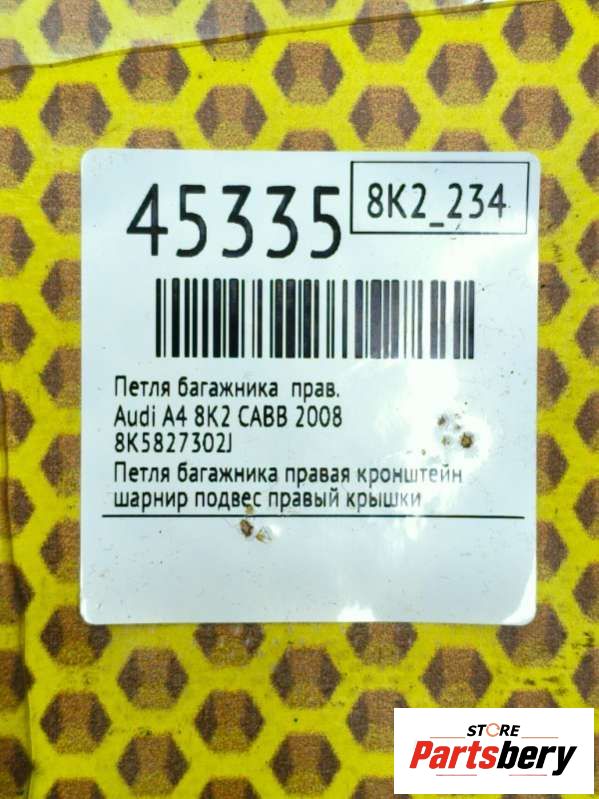 45335
8K2_234
Петля багажника прав.
Audi A4 8K2 CABB 2008
8K5827302J
Петля багажника правая кронштейн
шарнир подвес правый крышки
STORE
Partsbery